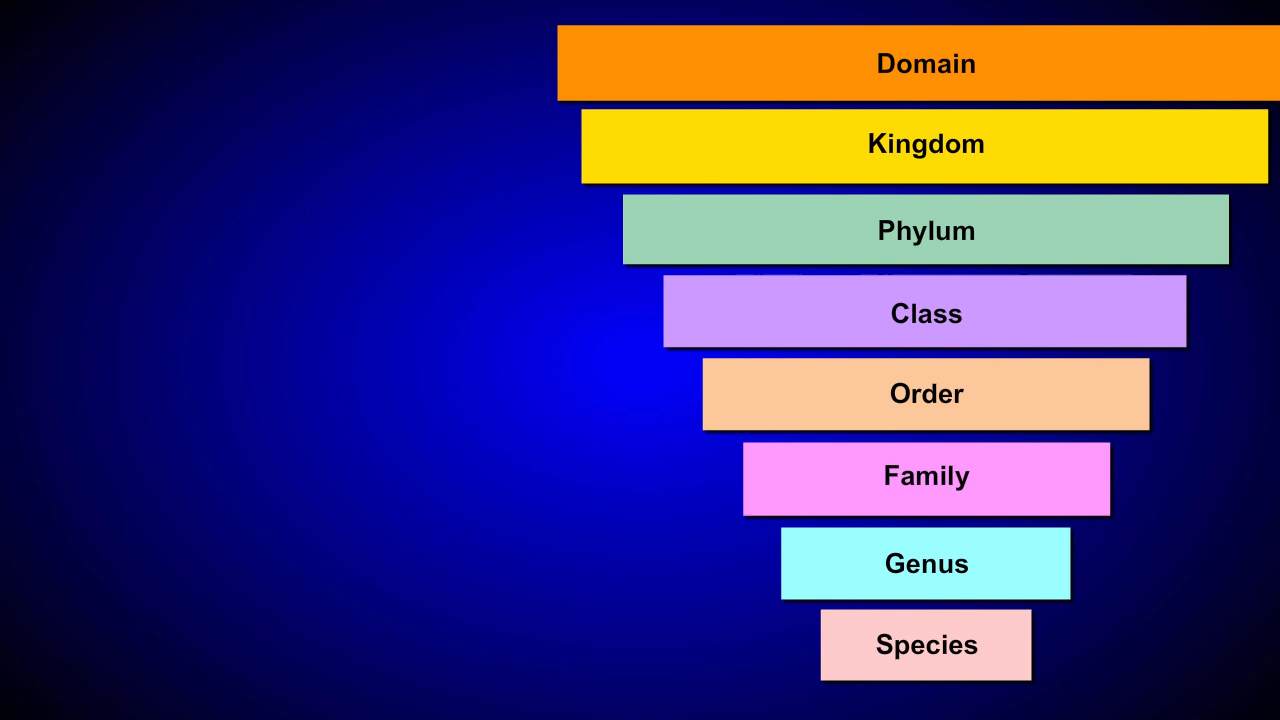 Domain
Kingdom
Phylum
Class
Order
Family
Genus
Species